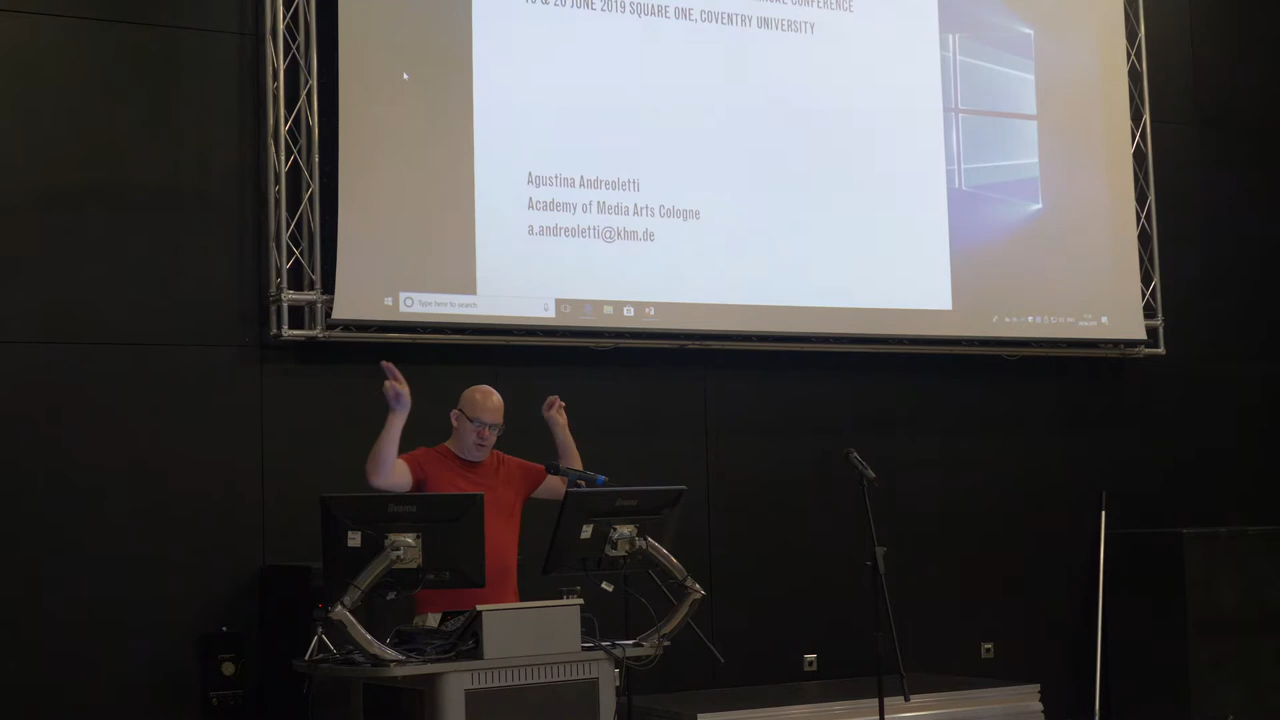 CONFERENCE
& 20 JUNE 2019 SQUARE ONE, COVENTRY UNIVERSITY
Agustina Andreoletti
Academy of Media Arts Cologne
a.andreoletti@khm.de
Type here to search
iiyama
iiyama